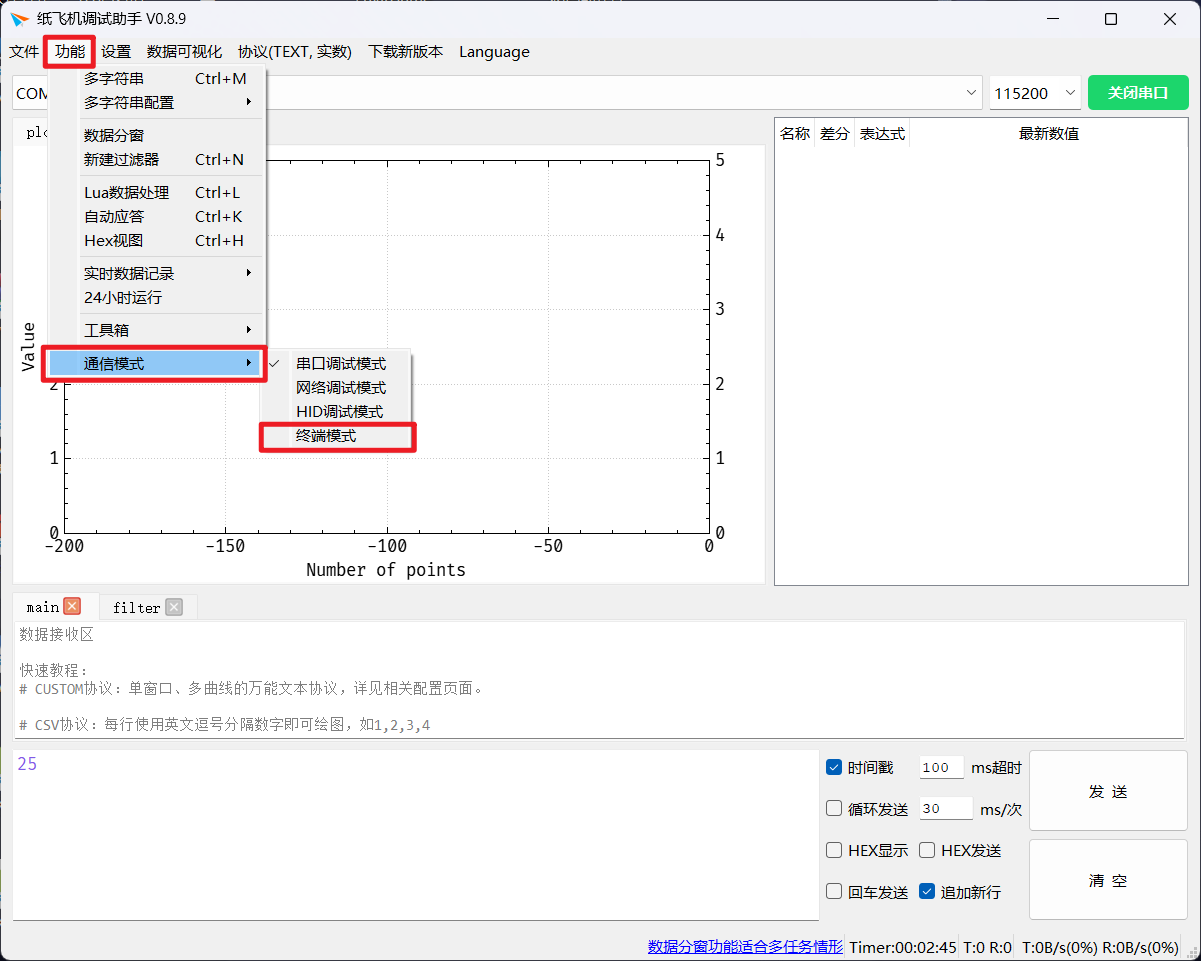 纸飞机调试助手 V0.8.9
文件 功能 设置 数据可视化 协议(TEXT, 实数) 下载新版本 Language
COM 115200 关闭串口
多字符串 Ctrl+M
多字符串配置
数据分窗
新建过滤器 Ctrl+N
Lua数据处理 Ctrl+L
自动应答 Ctrl+K
Hex视图 Ctrl+H
实时数据记录
24小时运行
工具箱
通信模式
串口调试模式
网络调试模式
HID调试模式
终端模式
名称 差分 表达式 最新数值
5
4
3
2
1
0
Value
2
1
0
-200 -150 -100 -50 0
Number of points
main filter
数据接收区
快速教程:
# CUSTOM协议: 单窗口、多曲线的万能文本协议, 详见相关配置页面。
# CSV协议: 每行使用英文逗号分隔数字即可绘图, 如1,2,3,4
25
时间戳 100 ms超时
循环发送 30 ms/次
HEX显示 HEX发送
回车发送 追加新行
发 送
清 空
数据分窗功能适合多任务情形 Timer:00:02:45 T:0 R:0 T:0B/s(0%) R:0B/s(0%)